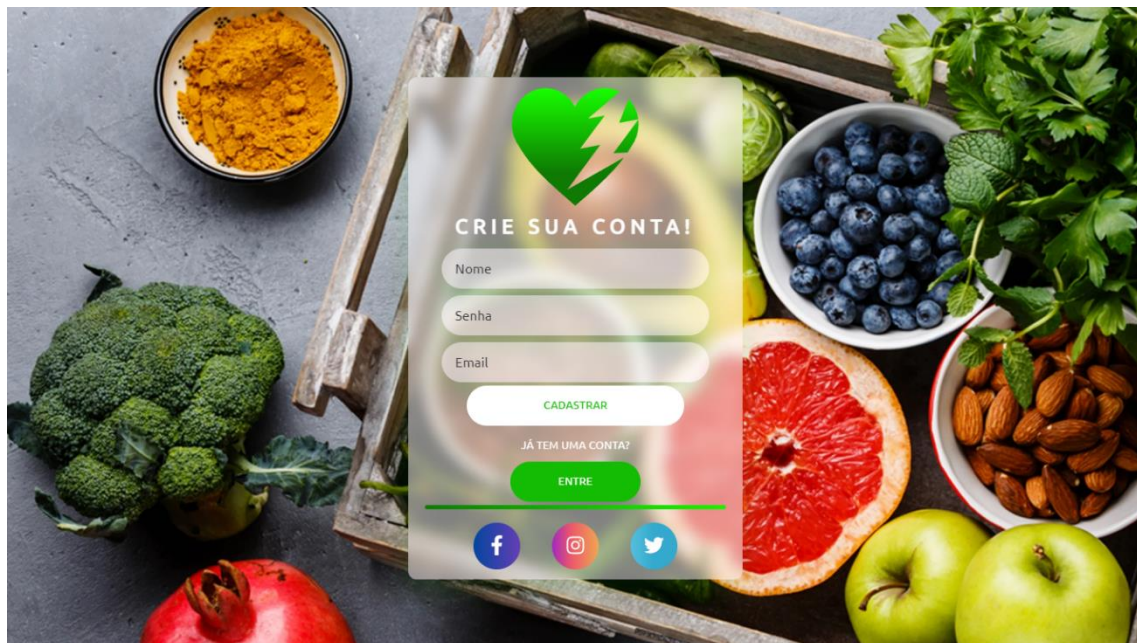 CRIE SUA CONTA!
Nome
Senha
Email
CADASTRAR
JÁ TEM UMA CONTA?
ENTRE